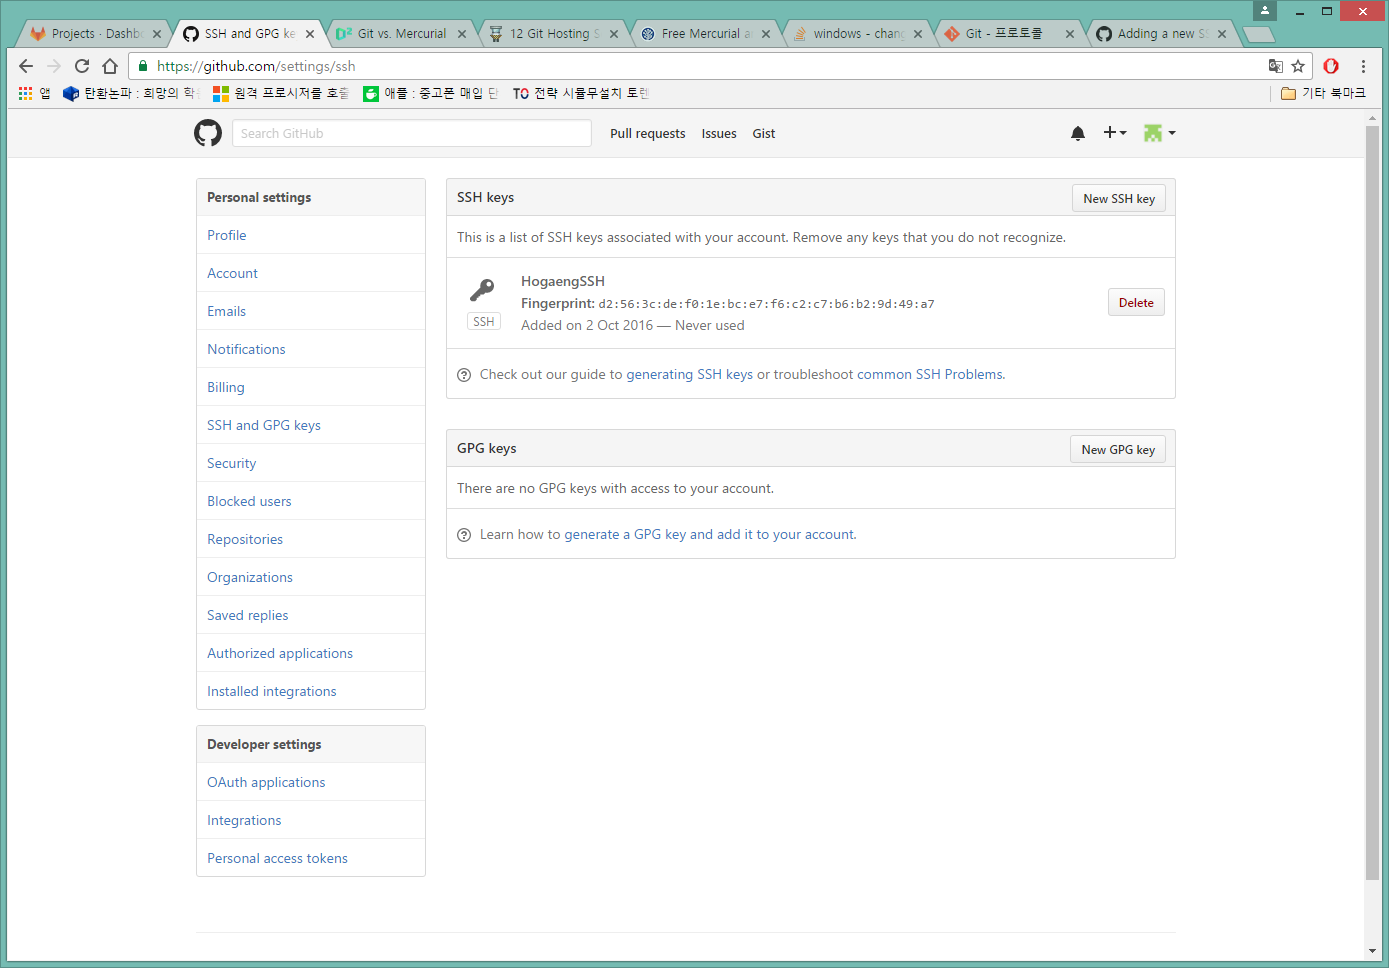 Projects · Dashb
SSH and GPG ke
Git vs. Mercurial
12 Git Hosting S
Free Mercurial a
windows - chan
Git - 프로토콜
Adding a new S
https://github.com/settings/ssh
앱
탄환논파 : 희망의 학
원격 프로시저를 호출
애플 : 중고폰 매입 단
TO 전략 시뮬무설치 토렌
기타 북마크
Search GitHub
Pull requests Issues Gist
Personal settings
Profile
Account
Emails
Notifications
Billing
SSH and GPG keys
Security
Blocked users
Repositories
Organizations
Saved replies
Authorized applications
Installed integrations
Developer settings
OAuth applications
Integrations
Personal access tokens
SSH keys
New SSH key
This is a list of SSH keys associated with your account. Remove any keys that you do not recognize.
SSH
HogaengSSH
Fingerprint: d2:56:3c:de:f0:1e:bc:e7:f6:c2:c7:b6:b2:9d:49:a7
Added on 2 Oct 2016 — Never used
Delete
Check out our guide to generating SSH keys or troubleshoot common SSH Problems.
GPG keys
New GPG key
There are no GPG keys with access to your account.
Learn how to generate a GPG key and add it to your account.